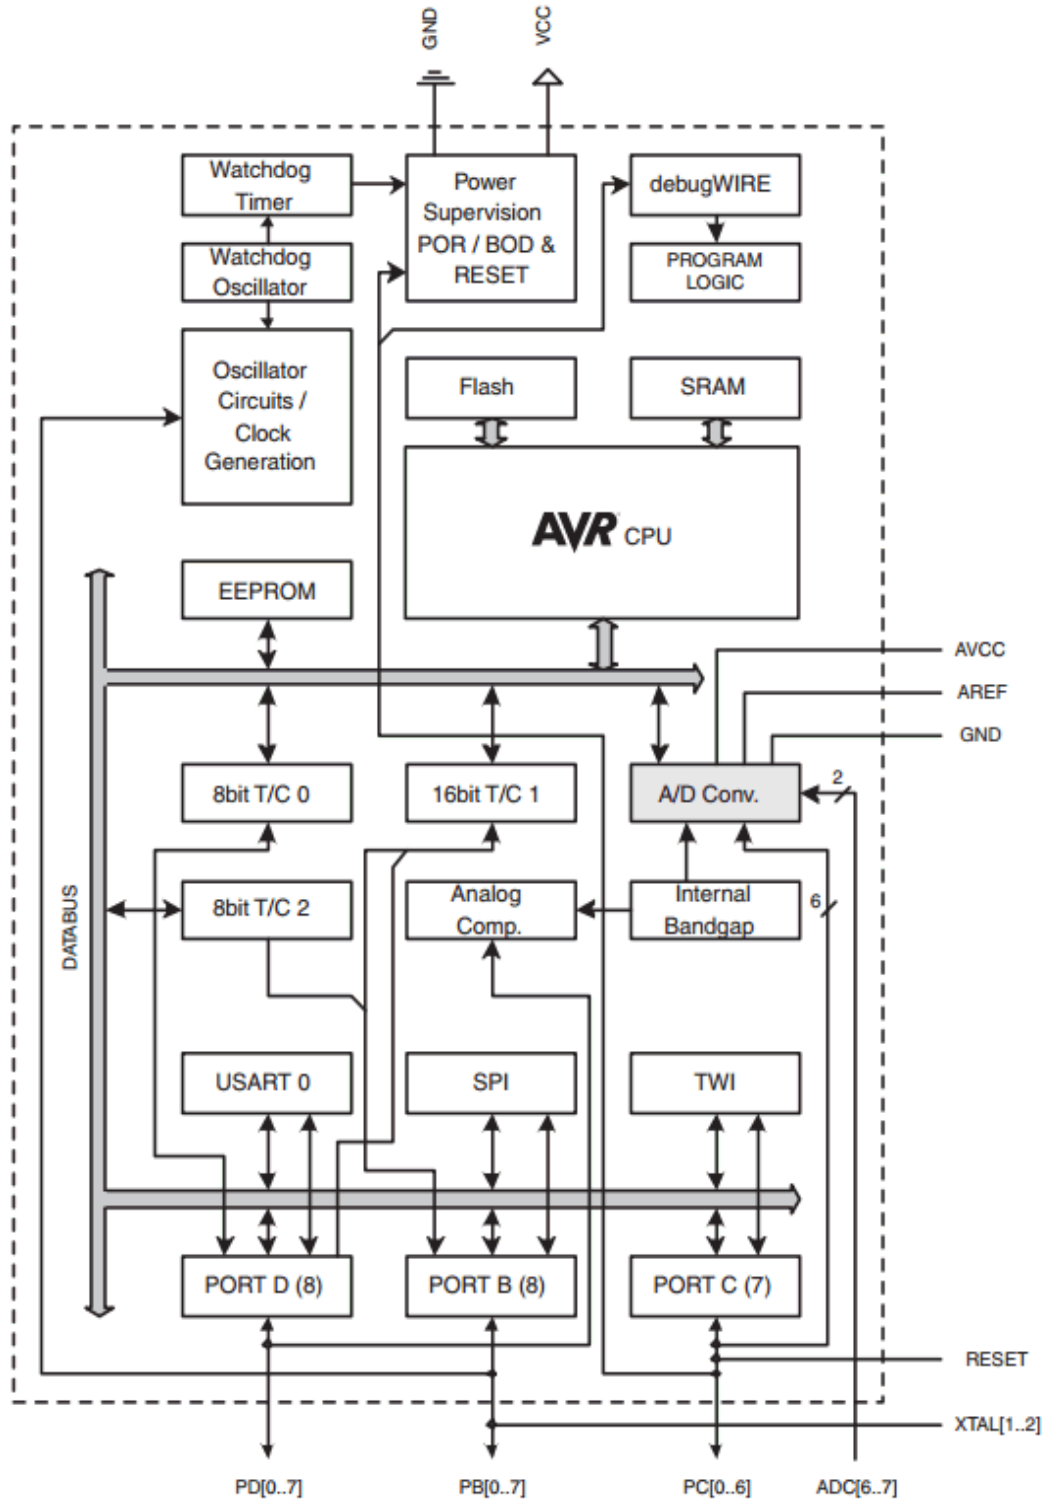 GND
VCC
Watchdog
Timer
Power
Supervision
POR / BOD &
RESET
debugWIRE
Watchdog
Oscillator
PROGRAM
LOGIC
Oscillator
Circuits /
Clock
Generation
Flash
SRAM
AVR CPU
EEPROM
AVCC
AREF
GND
8bit T/C 0
16bit T/C 1
A/D Conv.
2
DATABUS
8bit T/C 2
Analog
Comp.
Internal
Bandgap
6
USART 0
SPI
TWI
PORT D (8)
PORT B (8)
PORT C (7)
RESET
XTAL[1..2]
PD[0..7]
PB[0..7]
PC[0..6]
ADC[6..7]